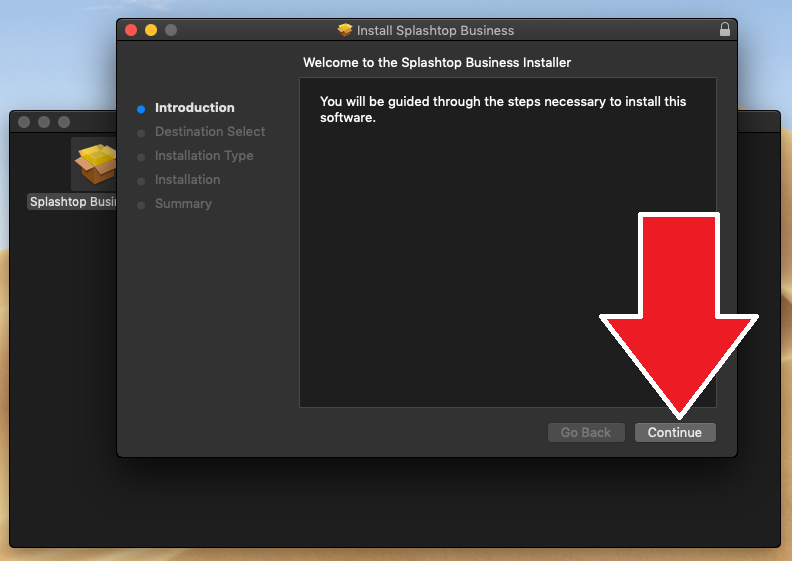 Install Splashtop Business
Welcome to the Splashtop Business Installer
Introduction
Destination Select
Installation Type
Installation
Summary
You will be guided through the steps necessary to install this
software.
Splashtop
Go Back
Continue